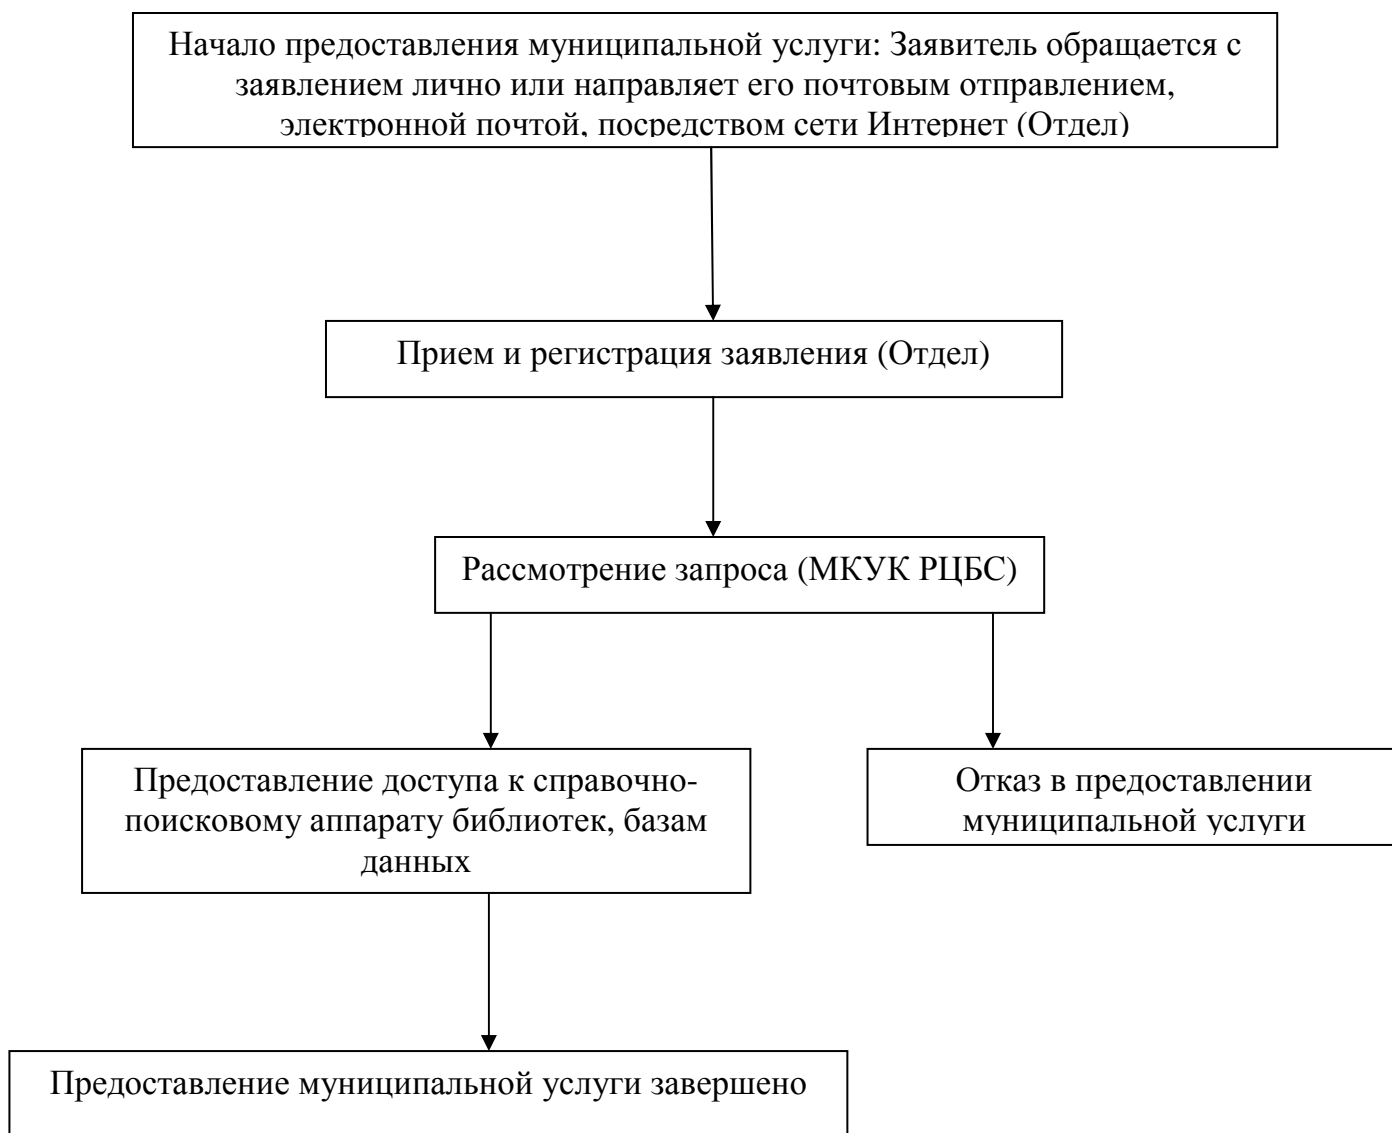 Начало предоставления муниципальной услуги: Заявитель обращается с
заявлением лично или направляет его почтовым отправлением,
электронной почтой, посредством сети Интернет (Отдел)
Прием и регистрация заявления (Отдел)
Рассмотрение запроса (МКУК РЦБС)
Предоставление доступа к справочно-
поисковому аппарату библиотек, базам
данных
Отказ в предоставлении
муниципальной услуги
Предоставление муниципальной услуги завершено